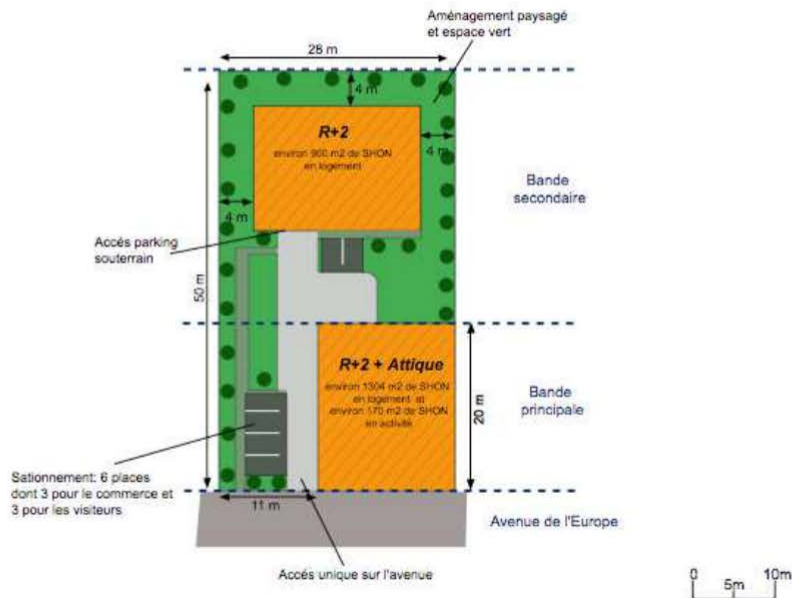 Aménagement paysagé
et espace vert
28 m
4 m
R+2
environ 900 m2 de SHON
en logement
4 m
4 m
Bande
secondaire
Accés parking
souterrain
50 m
R+2 + Attique
environ 1304 m2 de SHON
en logement et
environ 170 m2 de SHON
en activité
20 m
Bande
principale
Sationnement: 6 places
dont 3 pour le commerce et
3 pour les visiteurs
11 m
Avenue de l'Europe
Accés unique sur l'avenue
0
5m
10m